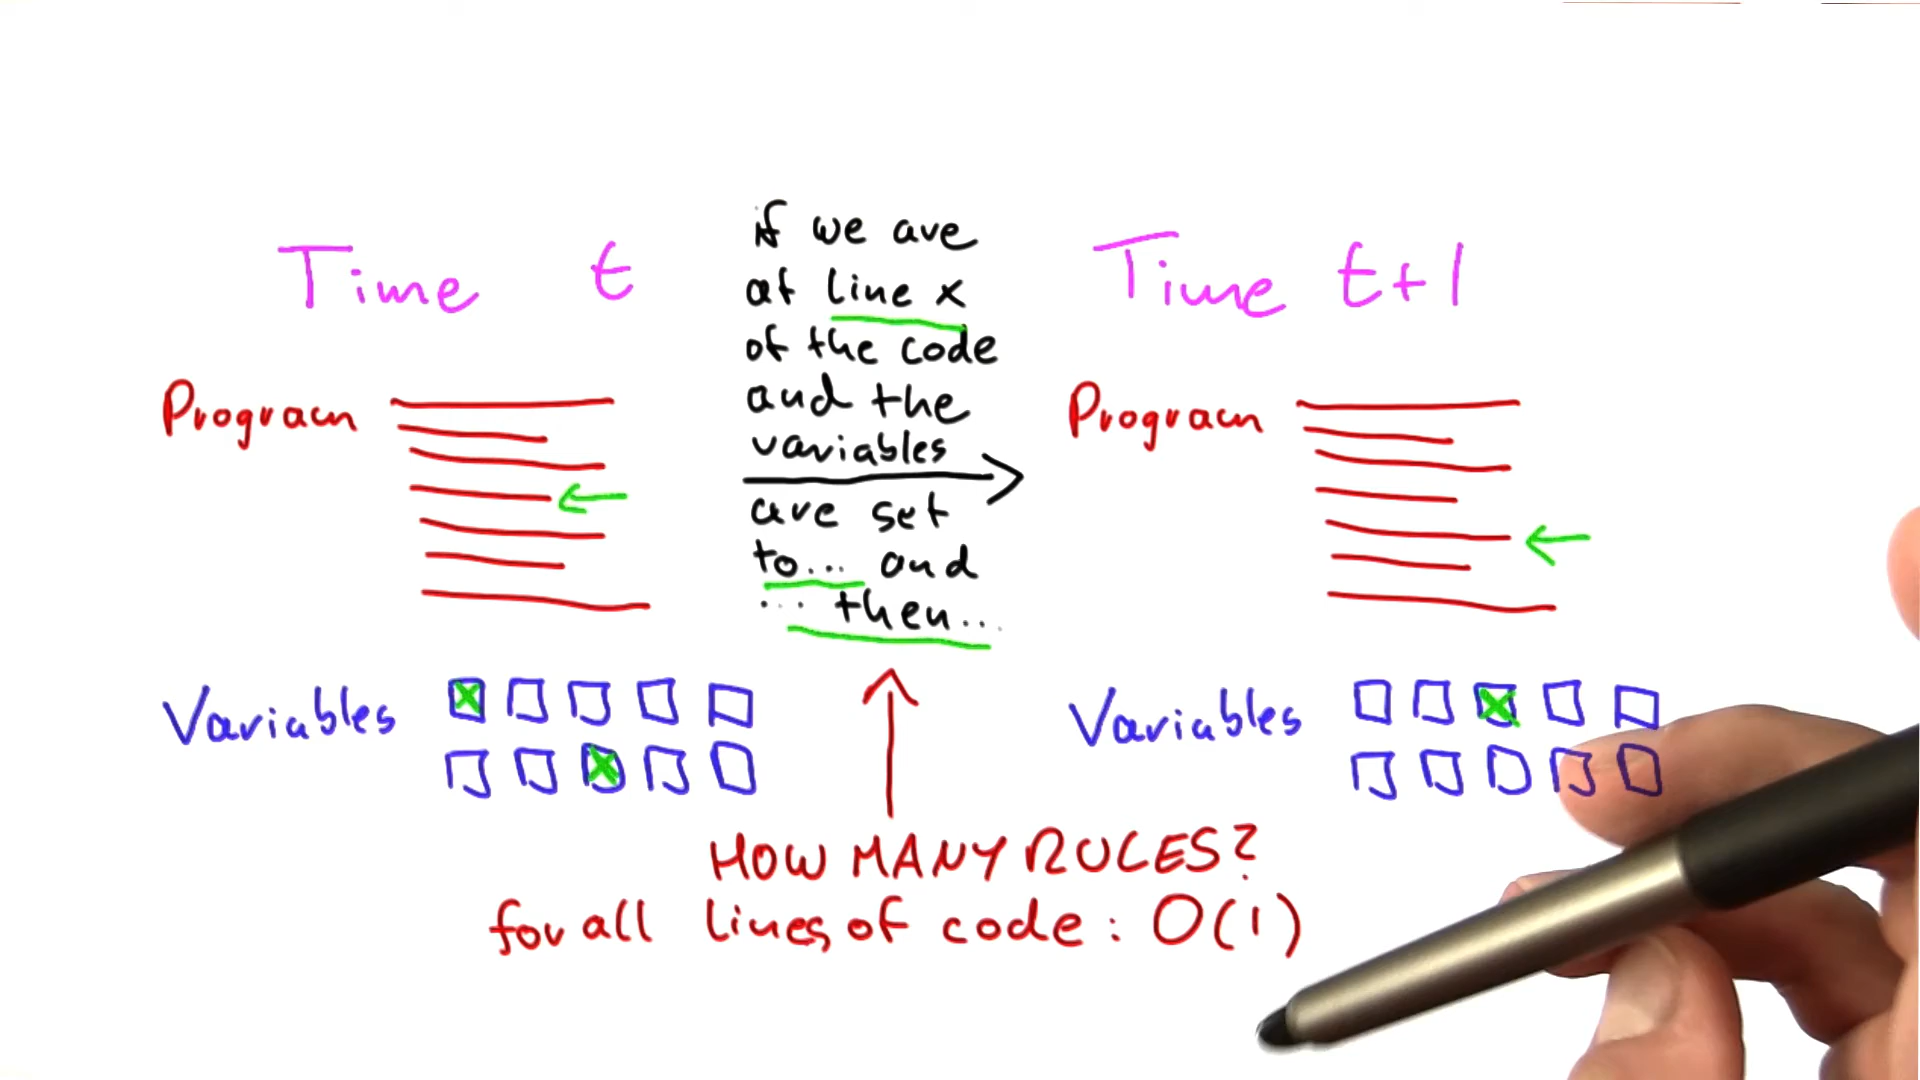 Time t
if we are
at line x
of the code
and the
variables
are set
to... and
... then...
Time t+1
Program
Program
Variables
Variables
HOW MANY RULES?
for all lines of code: O(1)